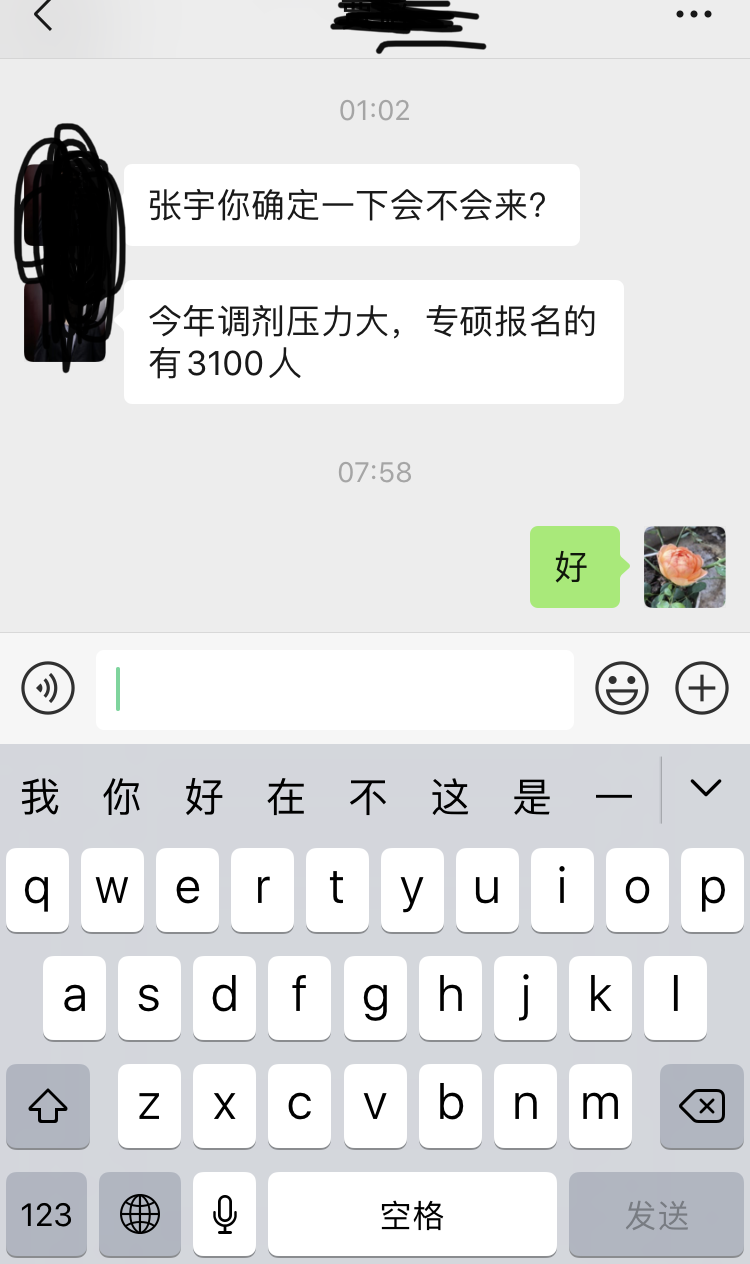 01:02
张宇你确定一下会不会来?
今年调剂压力大，专硕报名的
有3100人
07:58
好
我 你 好 在 不 这 是 一
q w e r t y u i o p
a s d f g h j k l
z x c v b n m
123 空格 发送